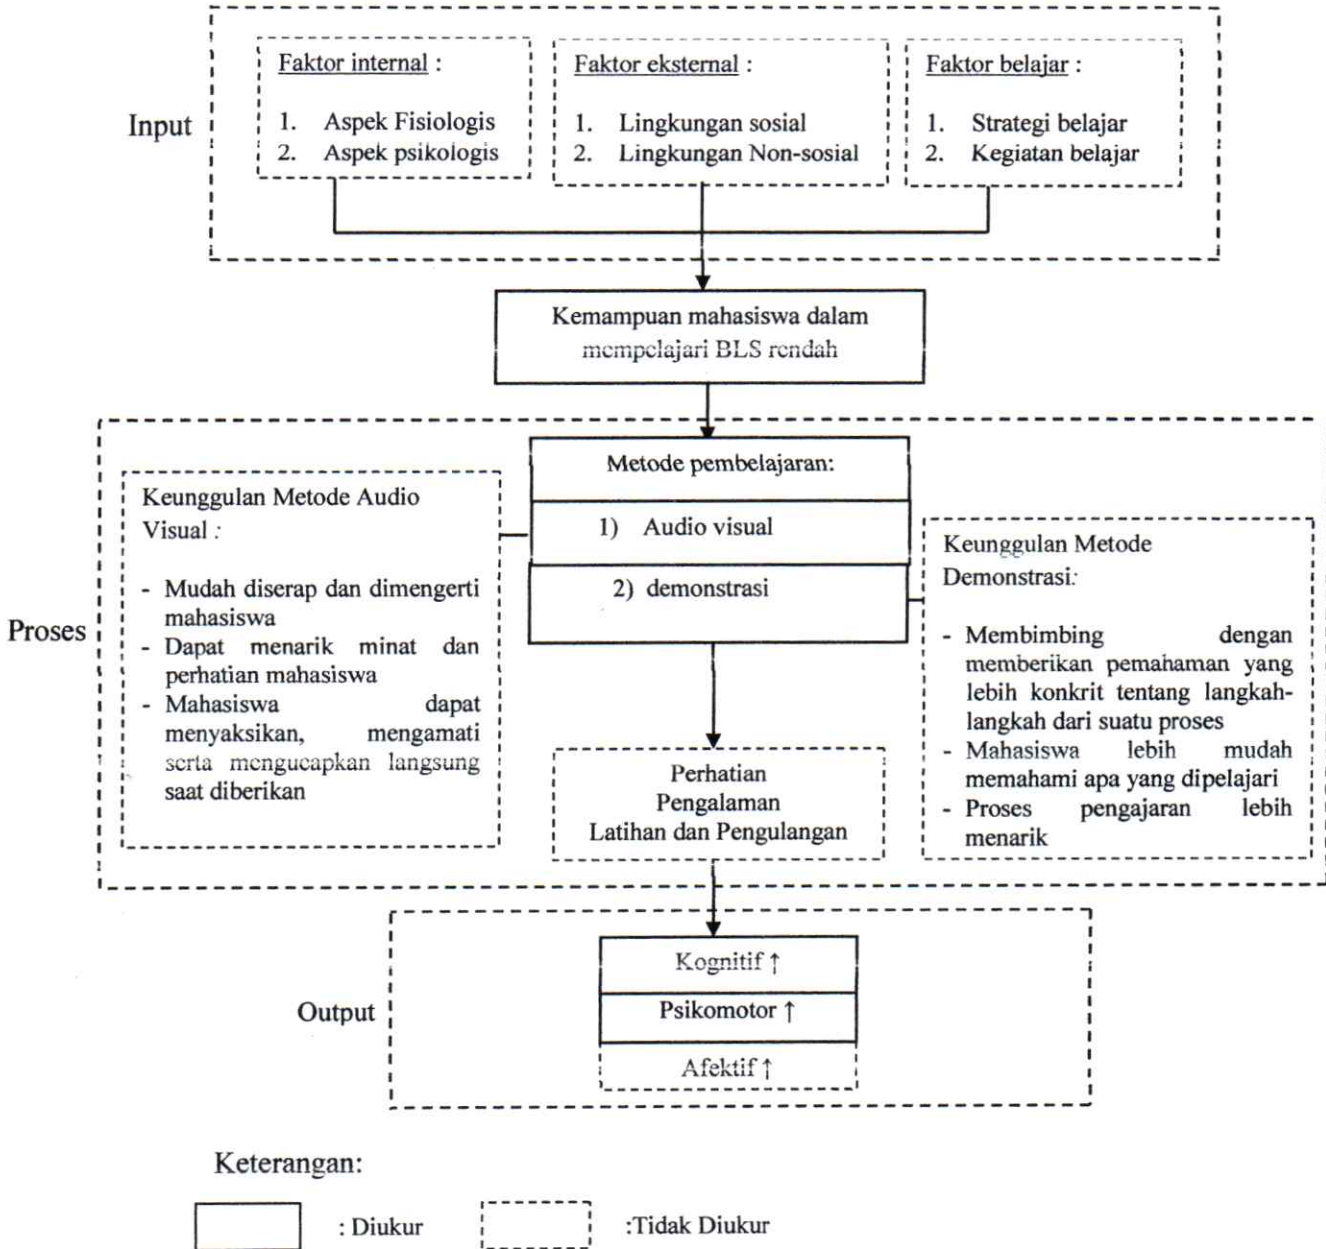 Input
Faktor internal :
1. Aspek Fisiologis
2. Aspek psikologis
Faktor eksternal :
1. Lingkungan sosial
2. Lingkungan Non-sosial
Faktor belajar :
1. Strategi belajar
2. Kegiatan belajar
Kemampuan mahasiswa dalam
mempelajari BLS rendah
Proses
Metode pembelajaran:
1) Audio visual
2) demonstrasi
Keunggulan Metode Audio
Visual :
- Mudah diserap dan dimengerti
mahasiswa
- Dapat menarik minat dan
perhatian mahasiswa
- Mahasiswa dapat
menyaksikan, mengamati
serta mengucapkan langsung
saat diberikan
Keunggulan Metode
Demonstrasi:
- Membimbing dengan
memberikan pemahaman yang
lebih konkrit tentang langkah-
langkah dari suatu proses
- Mahasiswa lebih mudah
memahami apa yang dipelajari
- Proses pengajaran lebih
menarik
Perhatian
Pengalaman
Latihan dan Pengulangan
Output
Kognitif ↑
Psikomotor ↑
Afektif ↑
Keterangan:
: Diukur
:Tidak Diukur